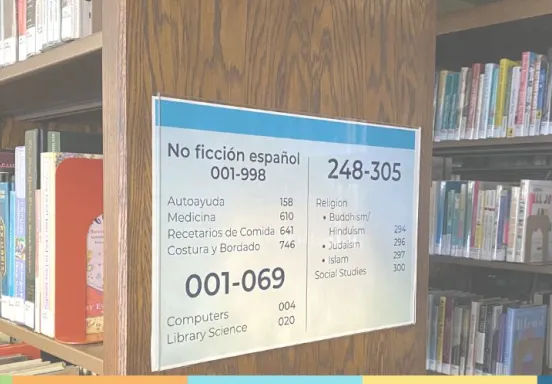 No ficción español
001-998
Autoayuda 158
Medicina 610
Recetarios de Comida 641
Costura y Bordado 746
001-069
Computers 004
Library Science 020
248-305
Religion
• Buddhism/
Hinduism 294
• Judaism 296
• Islam 297
Social Studies 300